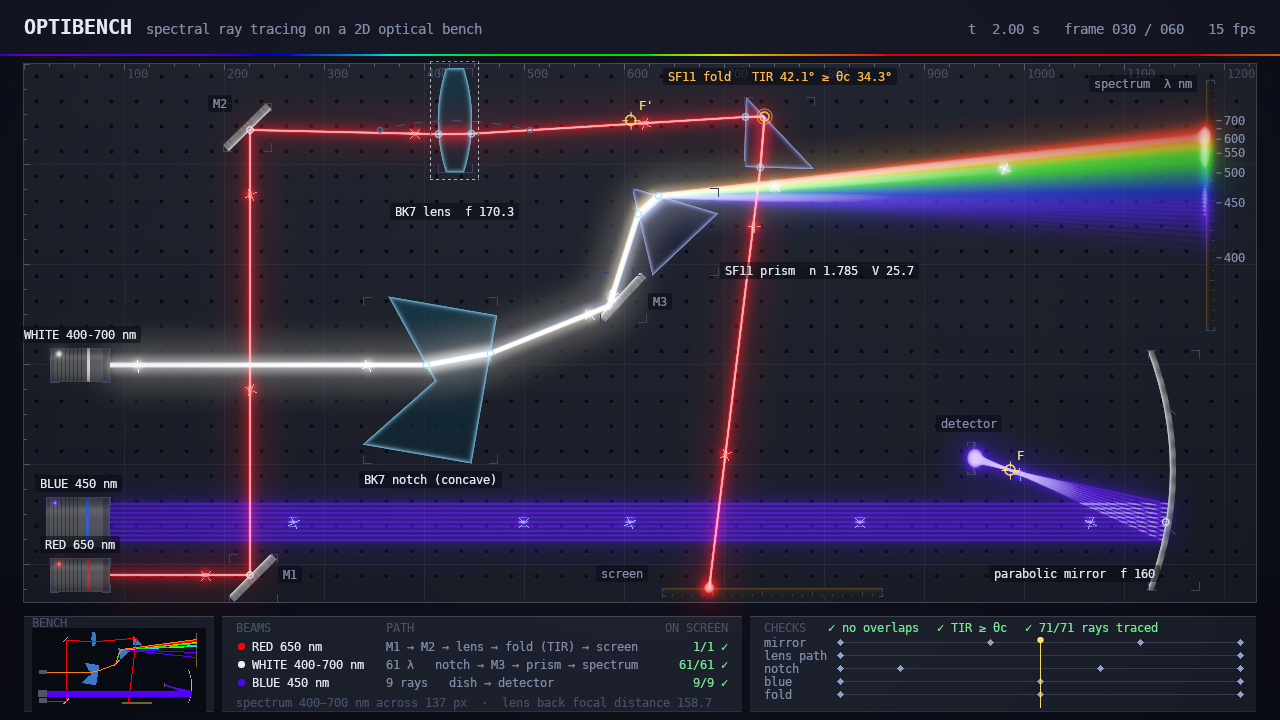 OPTIBENCH spectral ray tracing on a 2D optical bench t 2.00 s frame 030 / 060 15 fps
100 200 300 500 600 900 1000 1100 1200
SF11 fold TIR 42.1° ≥ θc 34.3°
spectrum λ nm
M2
F'
700
600
550
500
450
400
BK7 lens f 170.3
SF11 prism n 1.785 V 25.7
M3
WHITE 400-700 nm
detector
F
BK7 notch (concave)
BLUE 450 nm
RED 650 nm
M1
screen
parabolic mirror f 160
BENCH
BEAMS PATH ON SCREEN
RED 650 nm M1 → M2 → lens → fold (TIR) → screen 1/1 ✓
WHITE 400-700 nm 61 λ notch → M3 → prism → spectrum 61/61 ✓
BLUE 450 nm 9 rays dish → detector 9/9 ✓
spectrum 400–700 nm across 137 px · lens back focal distance 158.7
CHECKS ✓ no overlaps ✓ TIR ≥ θc ✓ 71/71 rays traced
mirror
lens path
notch
blue
fold